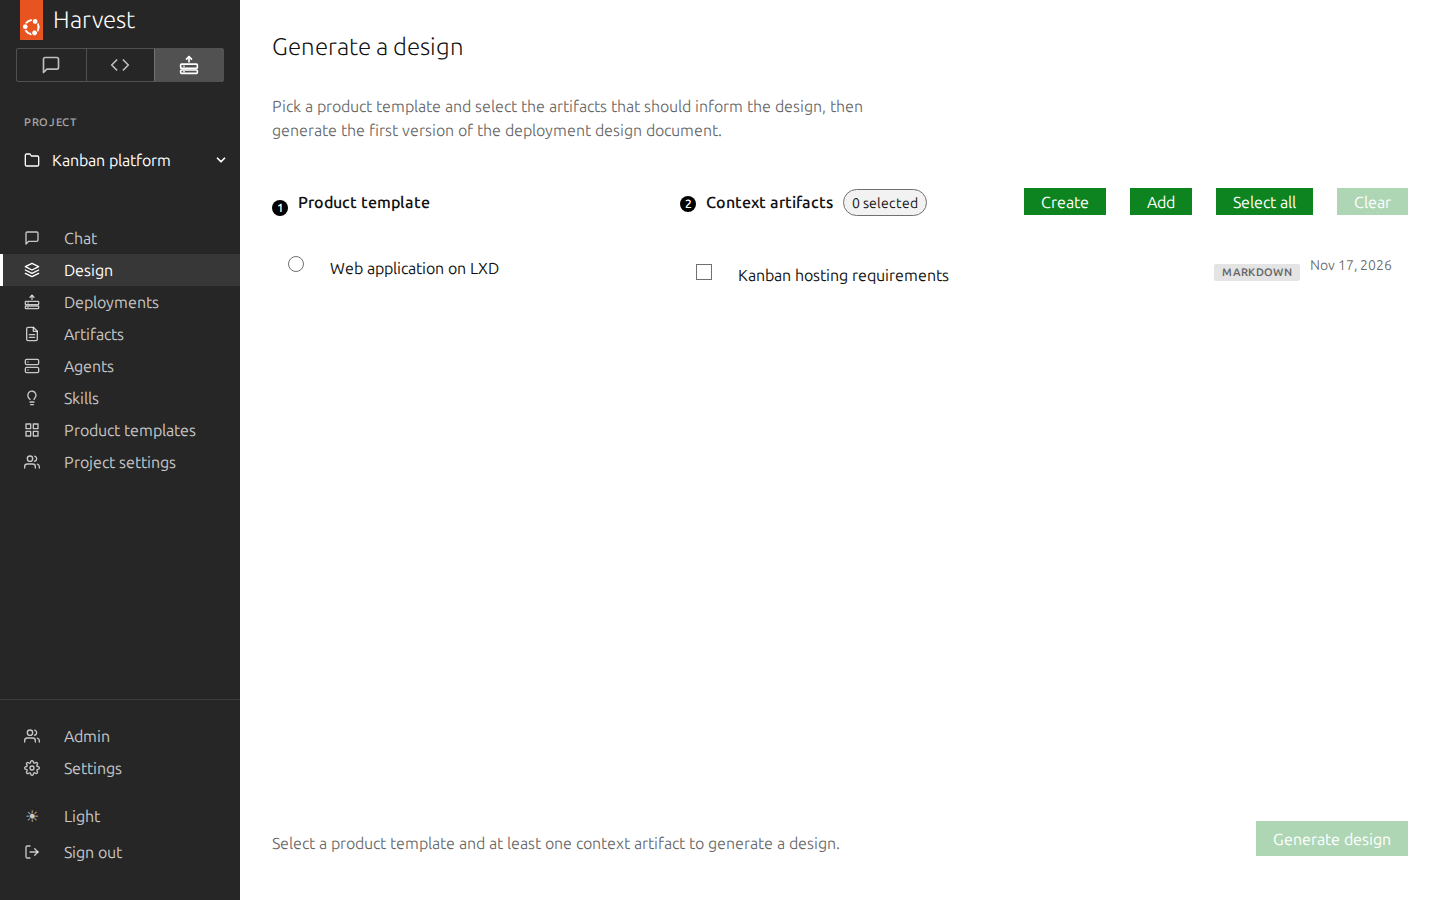 Harvest
PROJECT
Kanban platform
Chat
Design
Deployments
Artifacts
Agents
Skills
Product templates
Project settings
Admin
Settings
Light
Sign out
Generate a design
Pick a product template and select the artifacts that should inform the design, then
generate the first version of the deployment design document.
1 Product template
Web application on LXD
2 Context artifacts 0 selected Create Add Select all Clear
Kanban hosting requirements MARKDOWN Nov 17, 2026
Select a product template and at least one context artifact to generate a design. Generate design